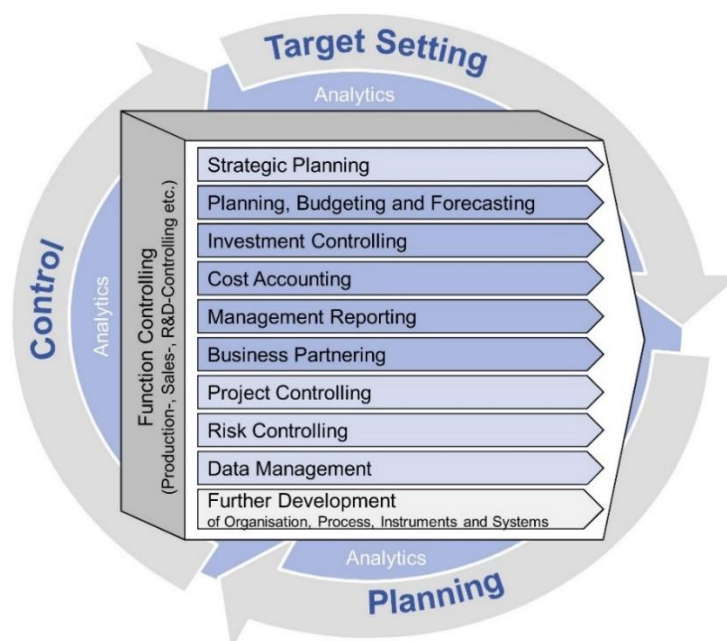 Target Setting
Analytics
Control
Analytics
Function Controlling
(Production-, Sales-, R&D-Controlling etc.)
Strategic Planning
Planning, Budgeting and Forecasting
Investment Controlling
Cost Accounting
Management Reporting
Business Partnering
Project Controlling
Risk Controlling
Data Management
Further Development
of Organisation, Process, Instruments and Systems
Analytics
Planning